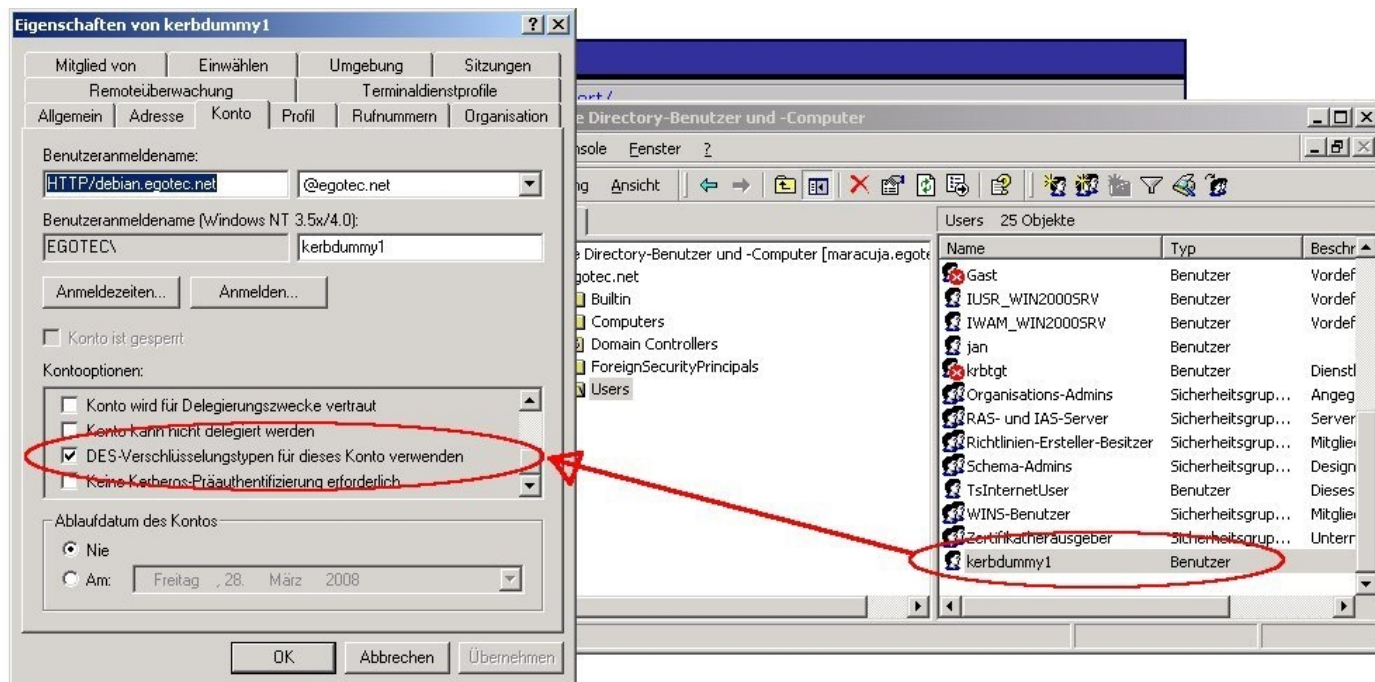 Eigenschaften von kerbdummy1
Mitglied von Einwählen Umgebung Sitzungen
Remoteüberwachung Terminaldienstprofile
Allgemein Adresse Konto Profil Rufnummern Organisation
Benutzeranmeldename:
HTTP/debian.egotec.net @egotec.net
Benutzeranmeldename (Windows NT 3.5x/4.0):
EGOTEC\ kerbdummy1
Anmeldezeiten... Anmelden...
Konto ist gesperrt
Kontooptionen:
Konto wird für Delegierungszwecke vertraut
Konto kann nicht delegiert werden
DES-Verschlüsselungstypen für dieses Konto verwenden
Keine Kerberos-Präauthentifizierung erforderlich
Ablaufdatum des Kontos
Nie
Am: Freitag , 28. März 2008
OK Abbrechen Übernehmen
ort/
e Directory-Benutzer und -Computer
nsole Fenster ?
ng Ansicht
e Directory-Benutzer und -Computer [maracuja.egote
gotec.net
Builtin
Computers
Domain Controllers
ForeignSecurityPrincipals
Users
Users 25 Objekte
Name Typ Beschr
Gast Benutzer Vordef
IUSR_WIN2000SRV Benutzer Vordef
IWAM_WIN2000SRV Benutzer Vordef
jan Benutzer
krbtgt Benutzer Dienstl
Organisations-Admins Sicherheitsgrup... Angeg
RAS- und IAS-Server Sicherheitsgrup... Server
Richtlinien-Ersteller-Besitzer Sicherheitsgrup... Mitglie
Schema-Admins Sicherheitsgrup... Design
TsInternetUser Benutzer Dieses
WINS-Benutzer Sicherheitsgrup... Mitglie
Zertifikatherausgeber Sicherheitsgrup... Untern
kerbdummy1 Benutzer